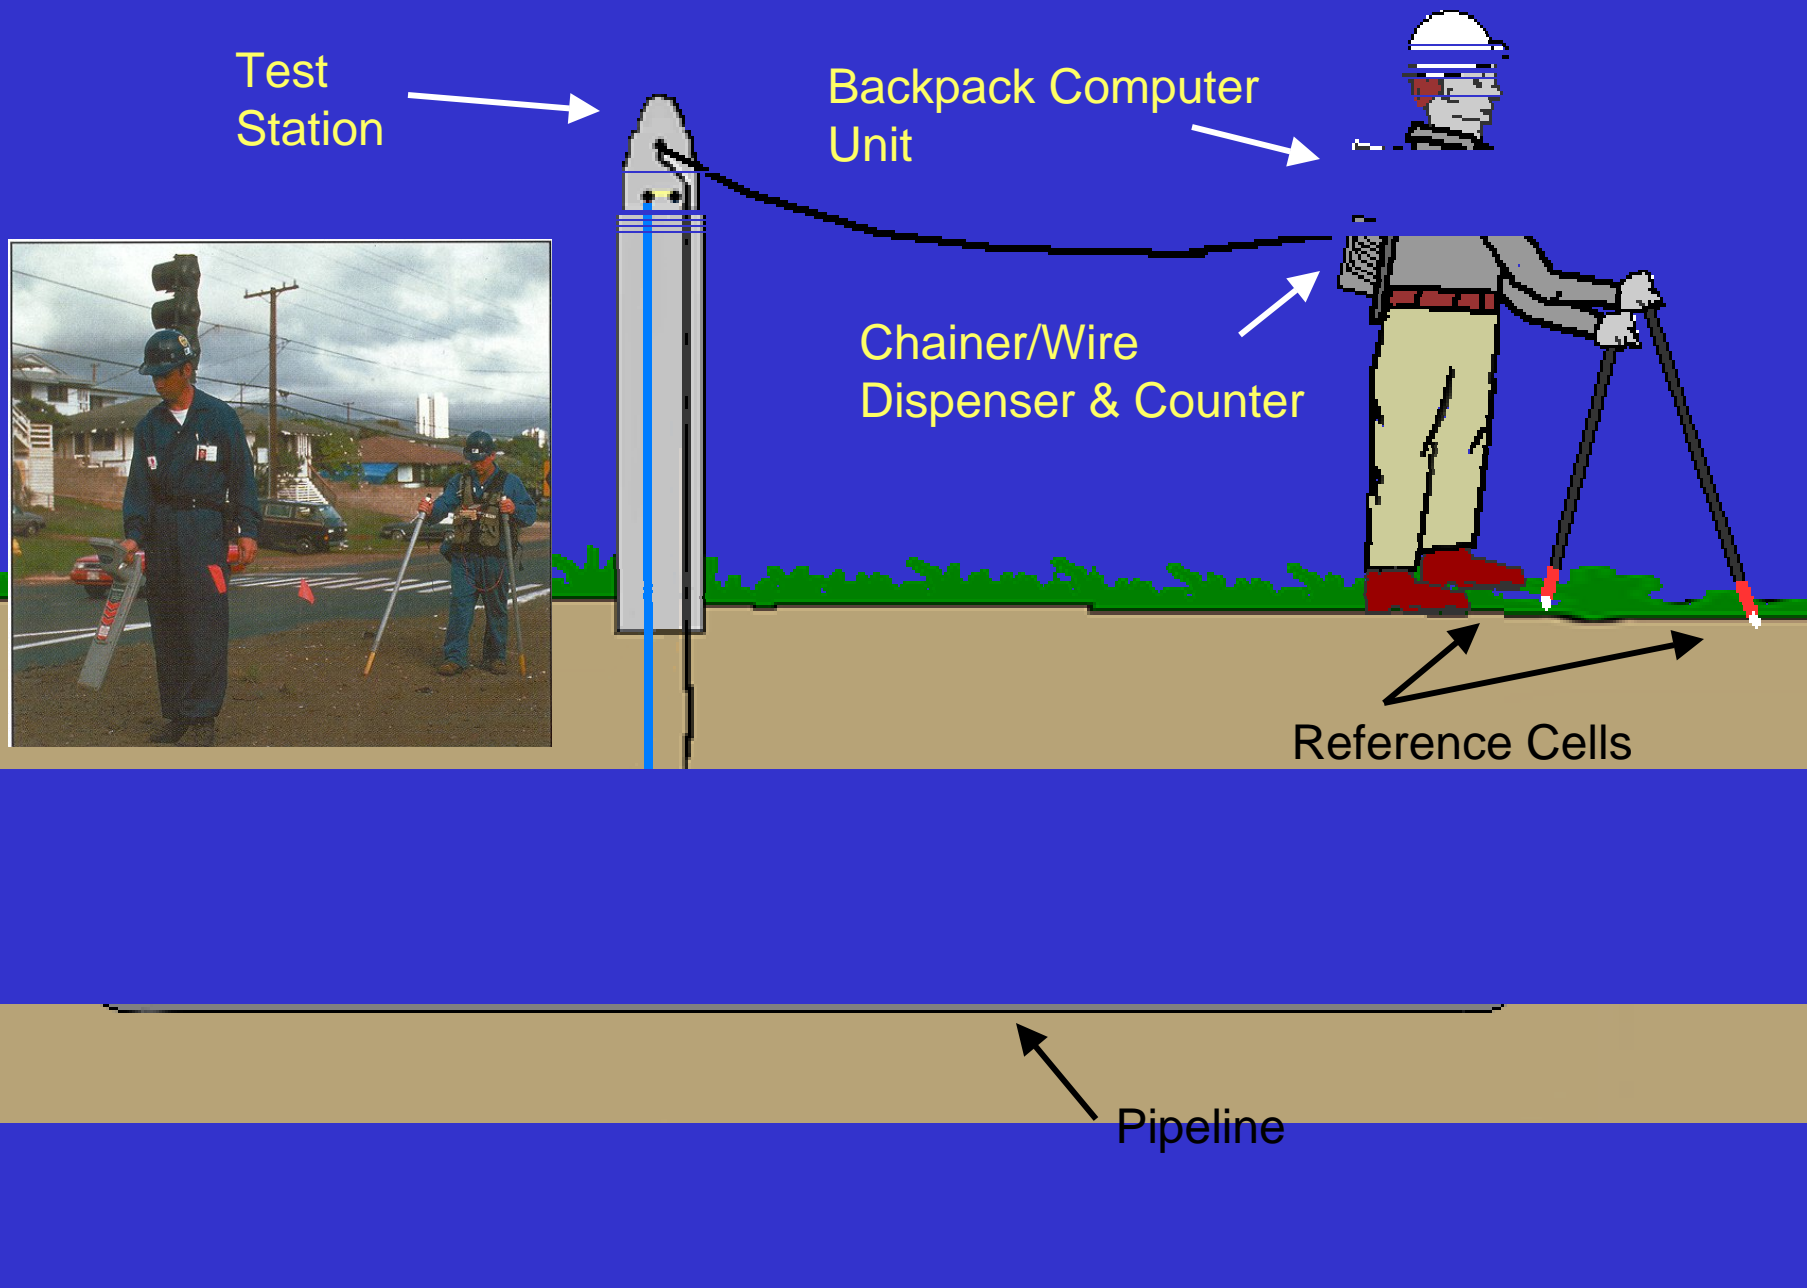 Test
Station
Backpack Computer
Unit
Chainer/Wire
Dispenser & Counter
Reference Cells
Pipeline